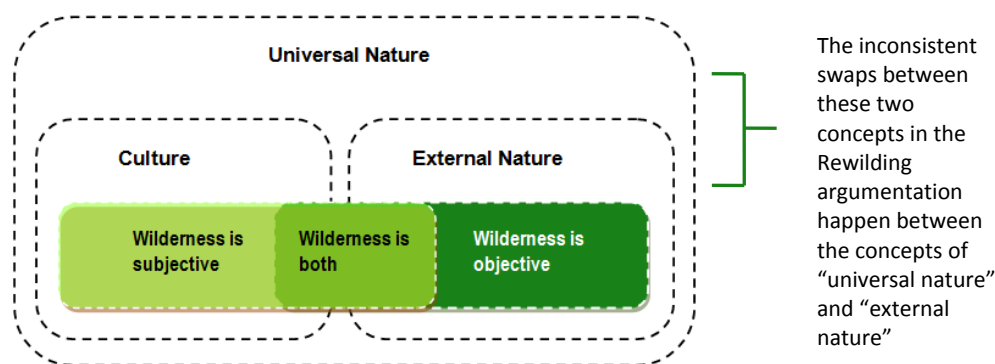 Universal Nature
Culture
External Nature
Wilderness is
subjective
Wilderness is
both
Wilderness is
objective
The inconsistent
swaps between
these two
concepts in the
Rewilding
argumentation
happen between
the concepts of
“universal nature”
and “external
nature”